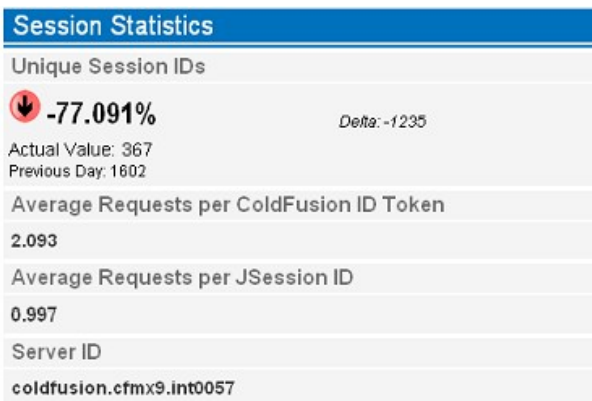 Session Statistics
Unique Session IDs
-77.091%
Delta: -1235
Actual Value: 367
Previous Day: 1602
Average Requests per ColdFusion ID Token
2.093
Average Requests per JSession ID
0.997
Server ID
coldfusion.cfmx9.int0057